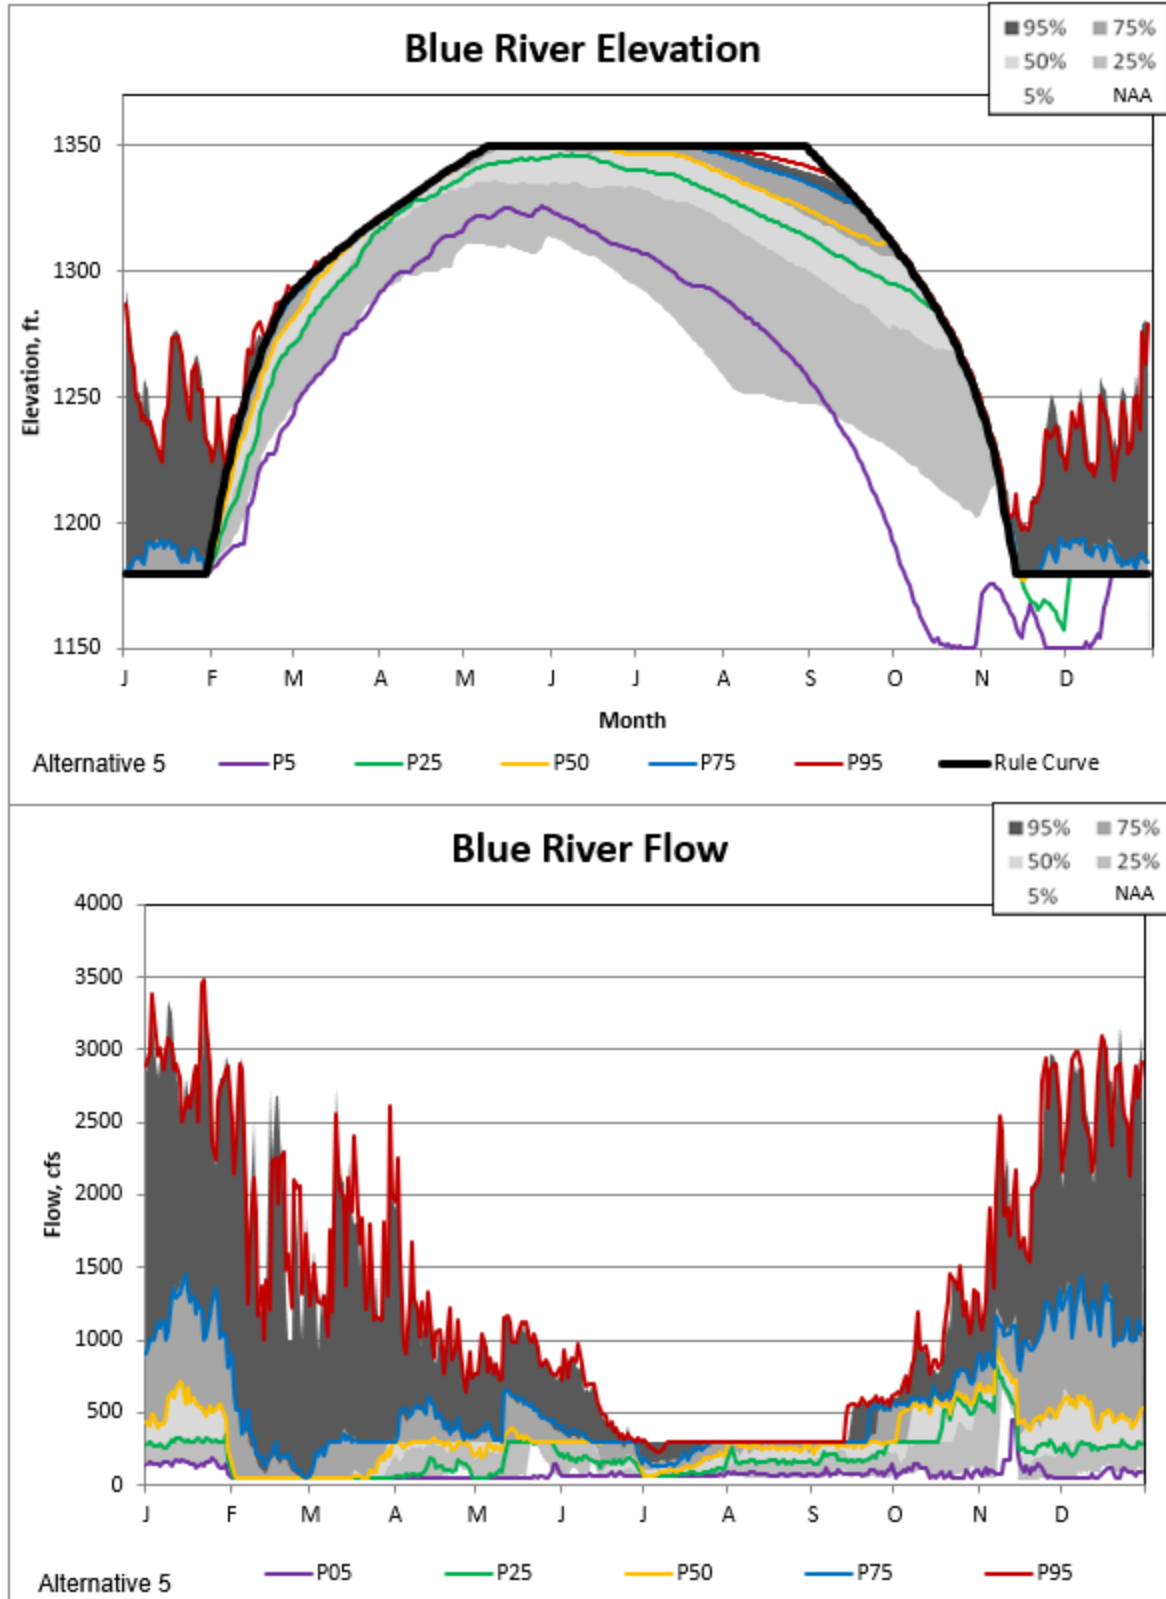 Blue River Elevation
95% 75%
50% 25%
5% NAA
1350
1300
1250
1200
1150
Elevation, ft.
J F M A M J J A S O N D
Month
Alternative 5 P5 P25 P50 P75 P95 Rule Curve
Blue River Flow
95% 75%
50% 25%
5% NAA
4000
3500
3000
2500
2000
1500
1000
500
0
Flow, cfs
J F M A M J J A S O N D
Alternative 5 P05 P25 P50 P75 P95